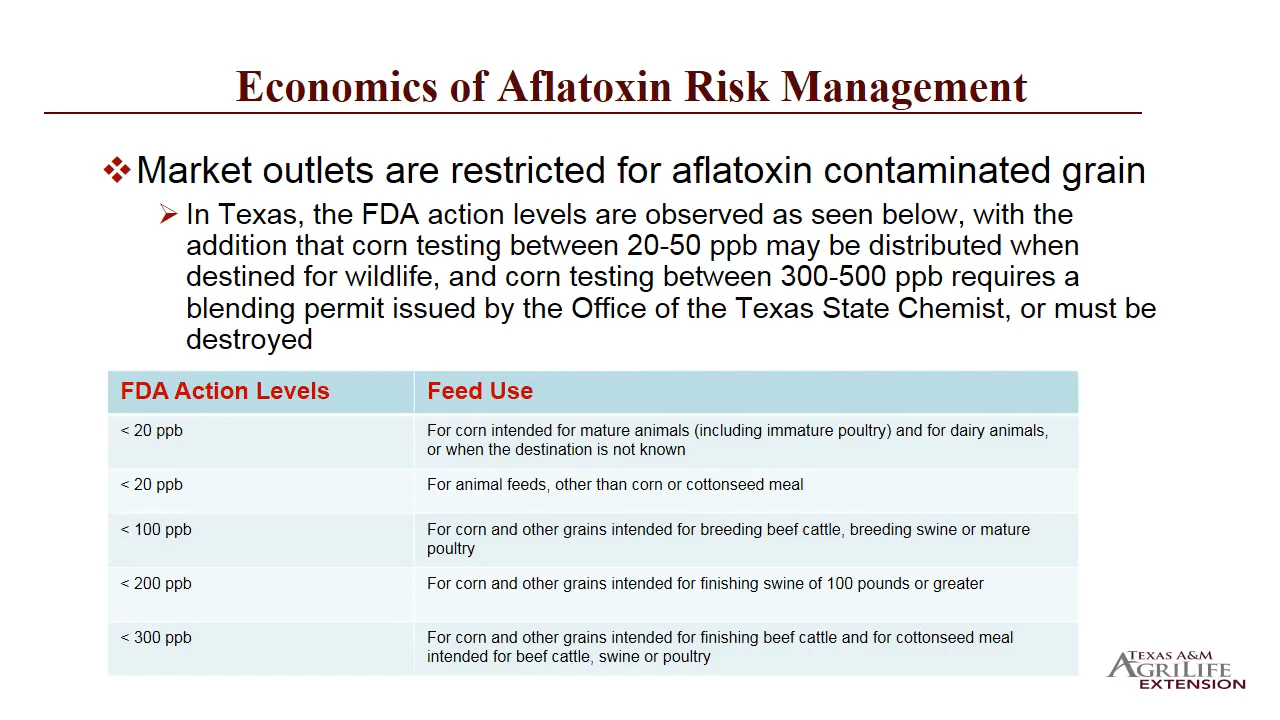 Economics of Aflatoxin Risk Management
Market outlets are restricted for aflatoxin contaminated grain
In Texas, the FDA action levels are observed as seen below, with the
addition that corn testing between 20-50 ppb may be distributed when
destined for wildlife, and corn testing between 300-500 ppb requires a
blending permit issued by the Office of the Texas State Chemist, or must be
destroyed
FDA Action Levels
Feed Use
< 20 ppb
For corn intended for mature animals (including immature poultry) and for dairy animals,
or when the destination is not known
< 20 ppb
For animal feeds, other than corn or cottonseed meal
< 100 ppb
For corn and other grains intended for breeding beef cattle, breeding swine or mature
poultry
< 200 ppb
For corn and other grains intended for finishing swine of 100 pounds or greater
< 300 ppb
For corn and other grains intended for finishing beef cattle and for cottonseed meal
intended for beef cattle, swine or poultry
TEXAS A&M
AGRILIFE
EXTENSION